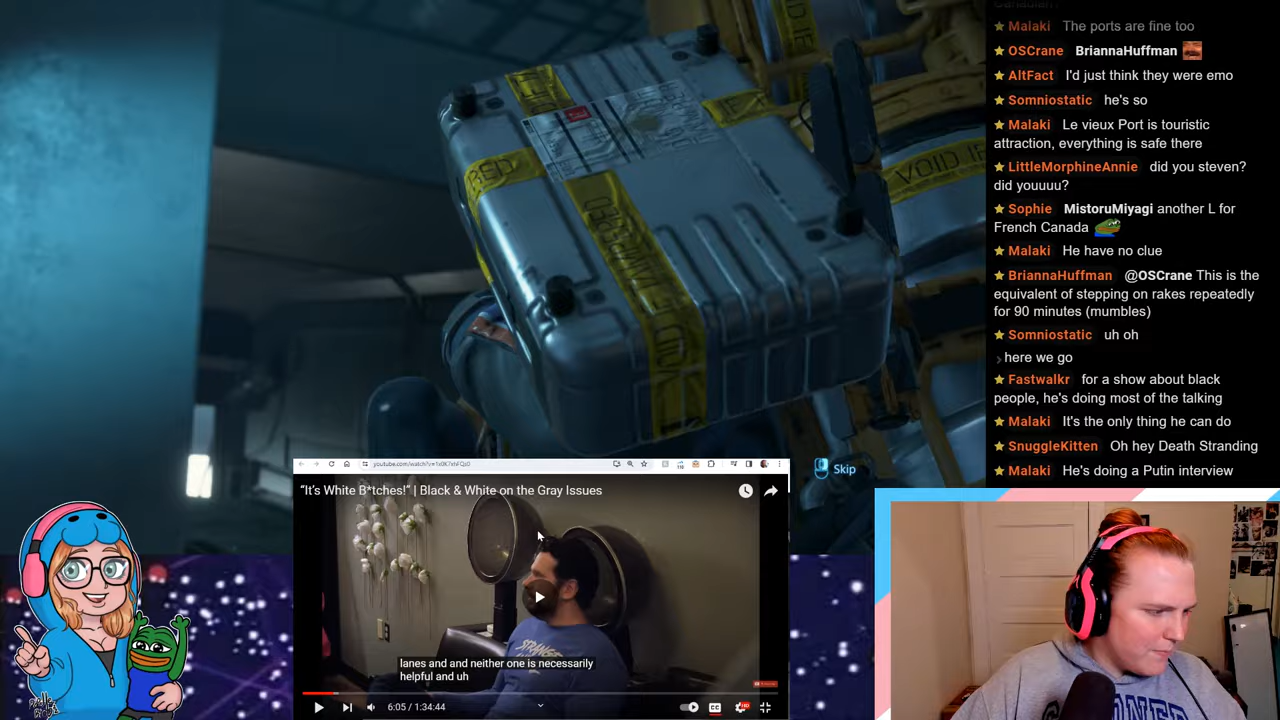 Malaki The ports are fine too
OSCrane BriannaHuffman
AltFact I'd just think they were emo
Somniostatic he's so
Malaki Le vieux Port is touristic
attraction, everything is safe there
LittleMorphineAnnie did you steven?
did youuuu?
Sophie MistoruMiyagi another L for
French Canada
Malaki He have no clue
BriannaHuffman @OSCrane This is the
equivalent of stepping on rakes repeatedly
for 90 minutes (mumbles)
Somniostatic uh oh
here we go
Fastwalkr for a show about black
people, he's doing most of the talking
Malaki It's the only thing he can do
SnuggleKitten Oh hey Death Stranding
Malaki He's doing a Putin interview
VOID IF
Skip
“It's White B*tches!” | Black & White on the Gray Issues
STRANGE
lanes and and neither one is necessarily
helpful and uh
6:05 / 1:34:44
CC
HD